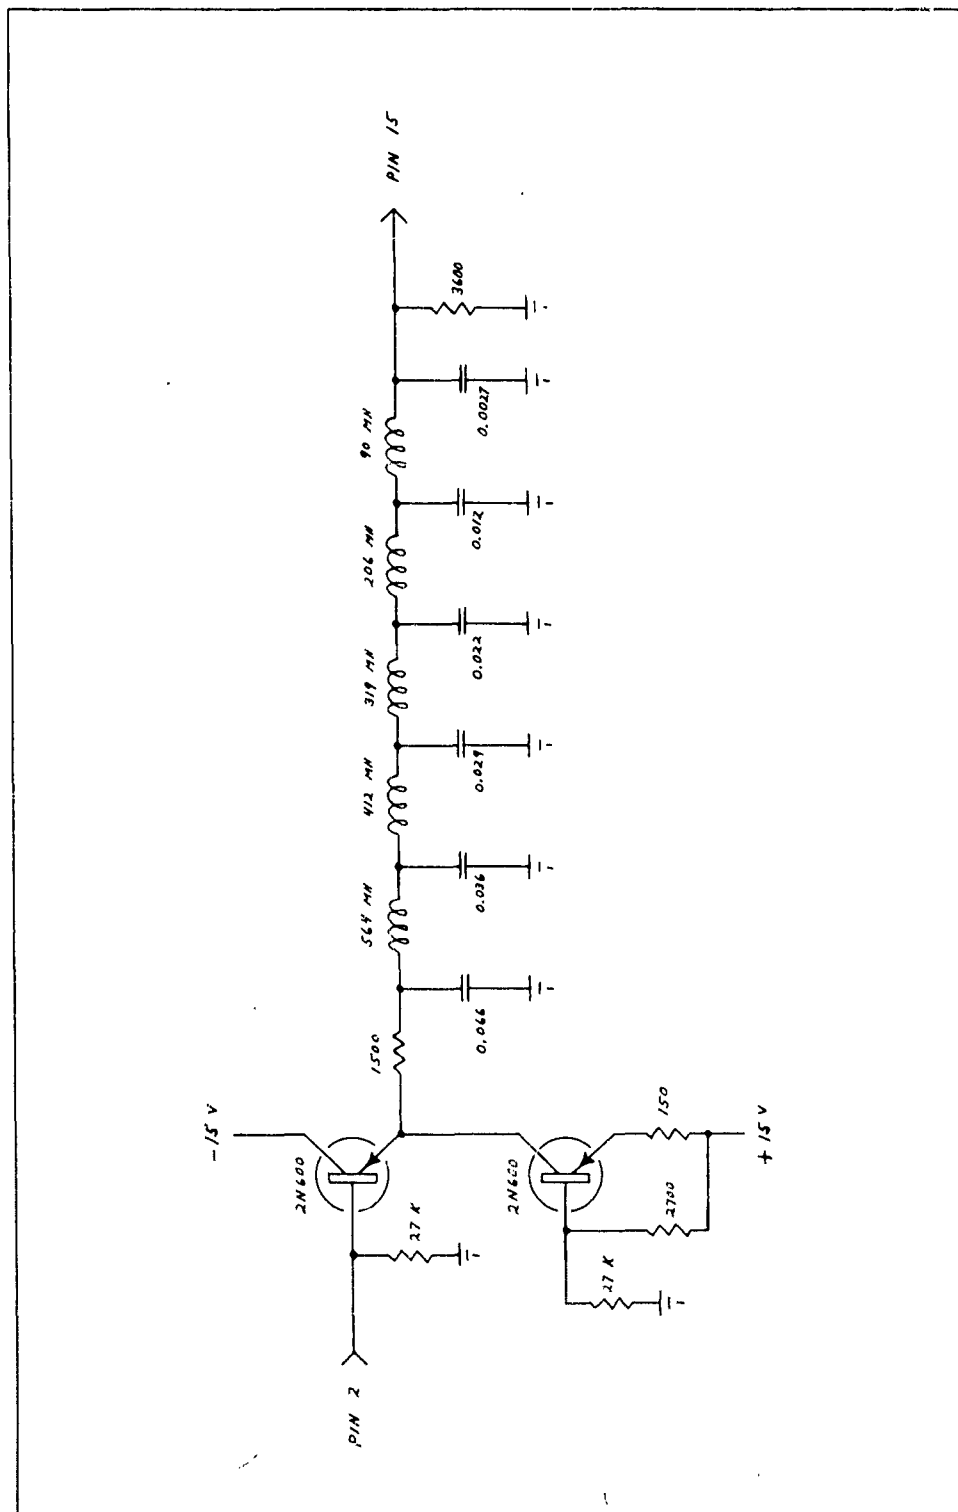 PIN 2
27 K
2N600
-15 V
27 K
2700
2N600
150
+15 V
1500
0.066
564 MH
0.036
412 MH
0.029
319 MH
0.022
206 MH
0.012
90 MH
0.0027
3600
PIN 15